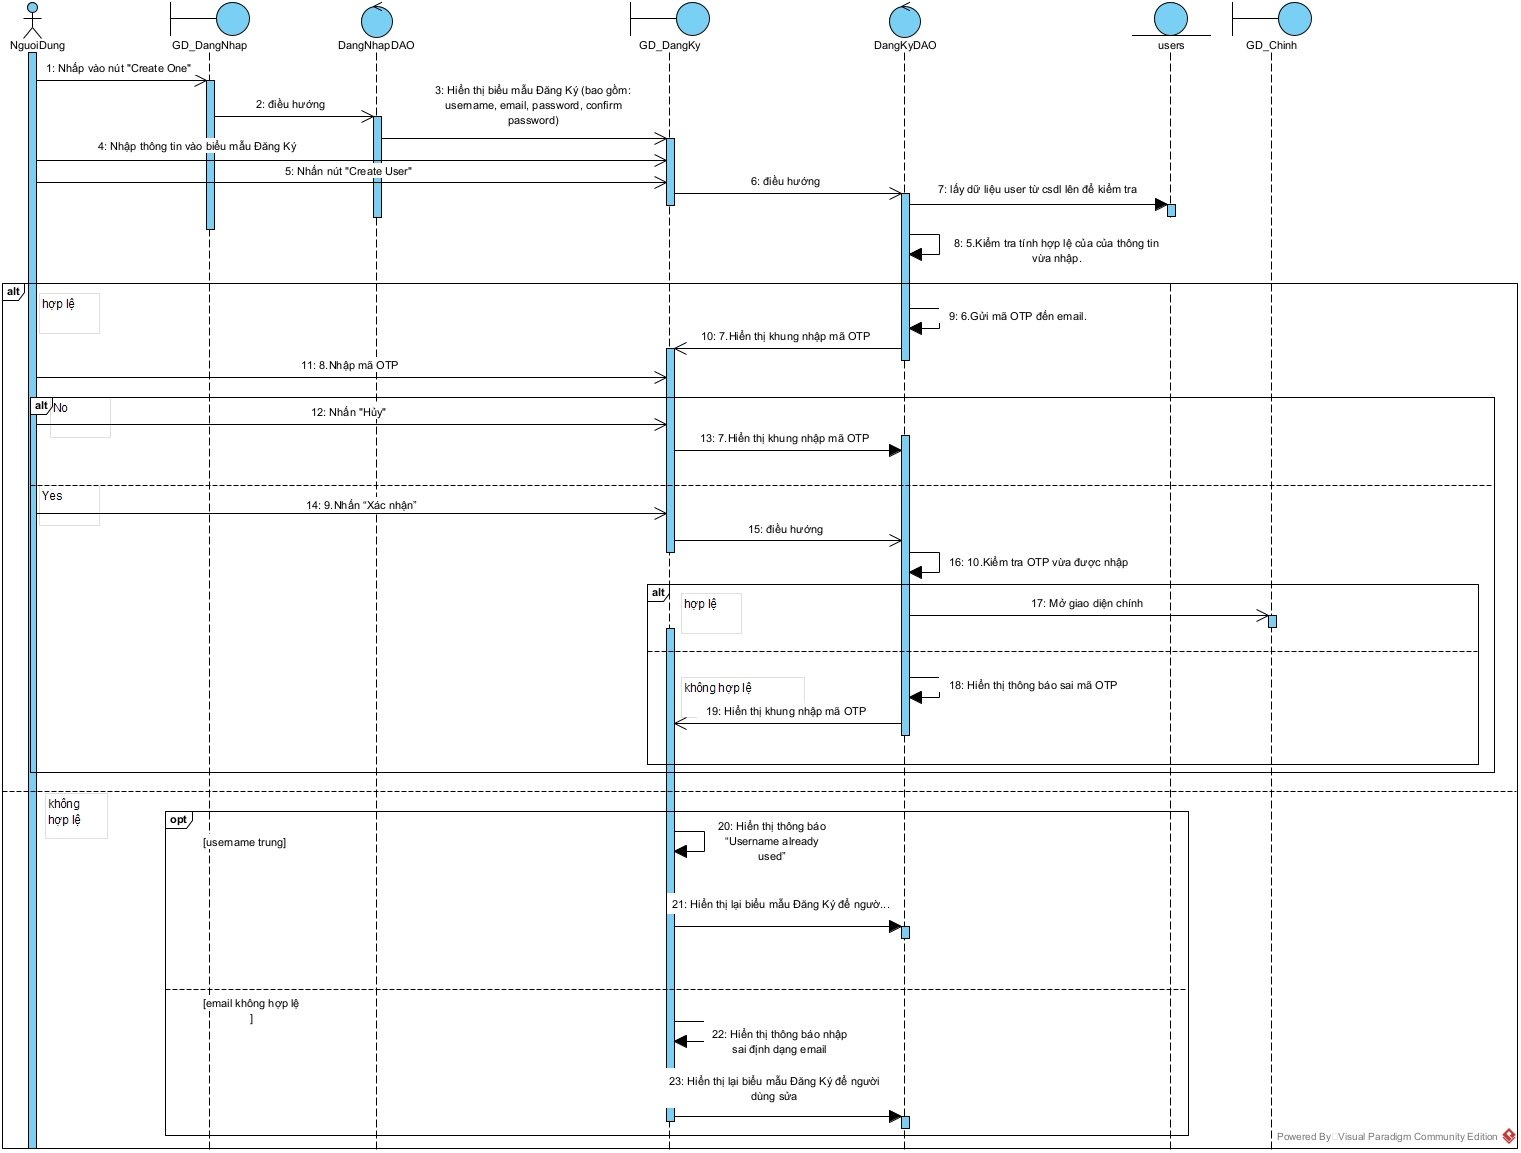 NguoiDung
GD_DangNhap
DangNhapDAO
GD_DangKy
DangKyDAO
users
GD_Chinh
1: Nhấp vào nút "Create One"
2: điều hướng
3: Hiển thị biểu mẫu Đăng Ký (bao gồm:
username, email, password, confirm
password)
4: Nhập thông tin vào biểu mẫu Đăng Ký
5: Nhấn nút "Create User"
6: điều hướng
7: lấy dữ liệu user từ csdl lên để kiểm tra
8: 5.Kiểm tra tính hợp lệ của của thông tin
vừa nhập.
alt
hợp lệ
9: 6.Gửi mã OTP đến email.
10: 7.Hiển thị khung nhập mã OTP
11: 8.Nhập mã OTP
alt
No
12: Nhấn "Hủy"
13: 7.Hiển thị khung nhập mã OTP
Yes
14: 9.Nhấn “Xác nhận”
15: điều hướng
16: 10.Kiểm tra OTP vừa được nhập
alt
hợp lệ
17: Mở giao diện chính
không hợp lệ
18: Hiển thị thông báo sai mã OTP
19: Hiển thị khung nhập mã OTP
không
hợp lệ
opt
[username trung]
20: Hiển thị thông báo
“Username already
used”
21: Hiển thị lại biểu mẫu Đăng Ký để ngườ...
[email không hợp lệ
]
22: Hiển thị thông báo nhập
sai định dạng email
23: Hiển thị lại biểu mẫu Đăng Ký để người
dùng sửa
Powered By Visual Paradigm Community Edition